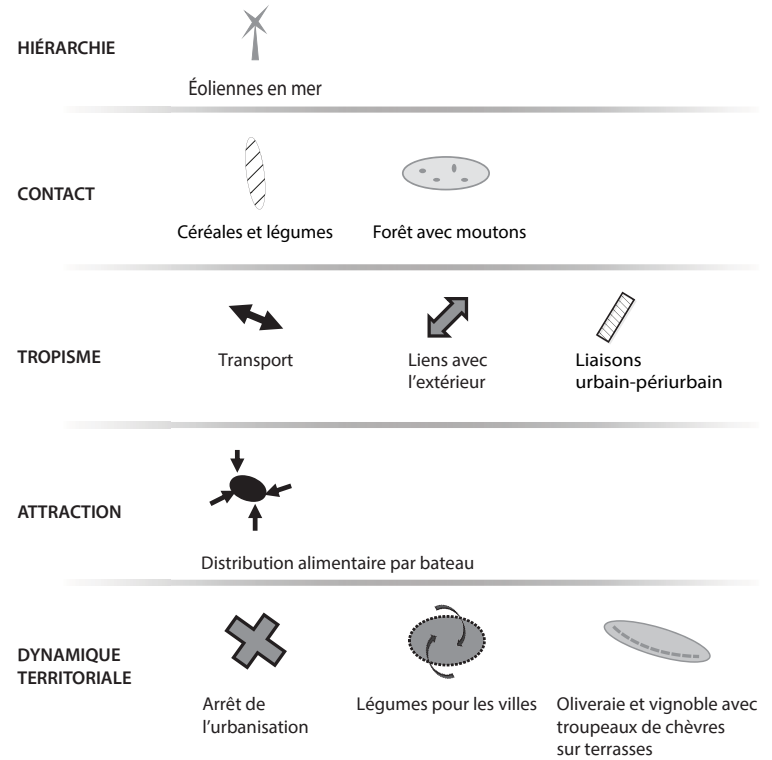 HIÉRARCHIE
Éoliennes en mer
CONTACT
Céréales et légumes
Forêt avec moutons
TROPISME
Transport
Liens avec
l'extérieur
Liaisons
urbain-périurbain
ATTRACTION
Distribution alimentaire par bateau
DYNAMIQUE
TERRITORIALE
Arrêt de
l'urbanisation
Légumes pour les villes
Oliveraie et vignoble avec
troupeaux de chèvres
sur terrasses